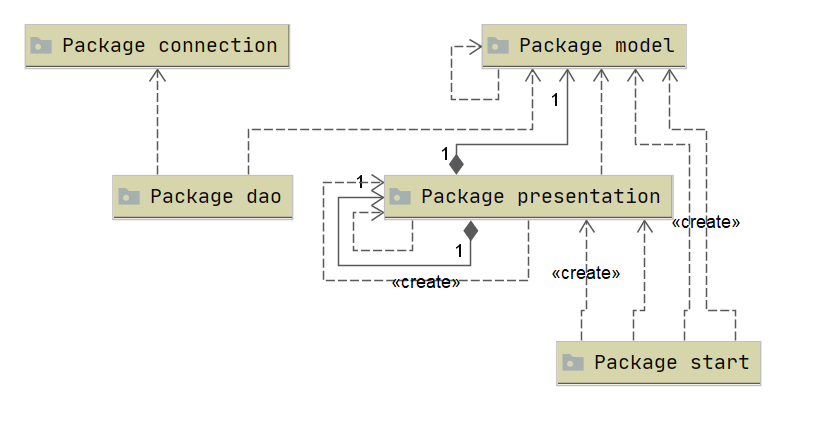 Package connection
Package model
1
1
Package dao
1
Package presentation
«create»
1
«create»
«create»
Package start